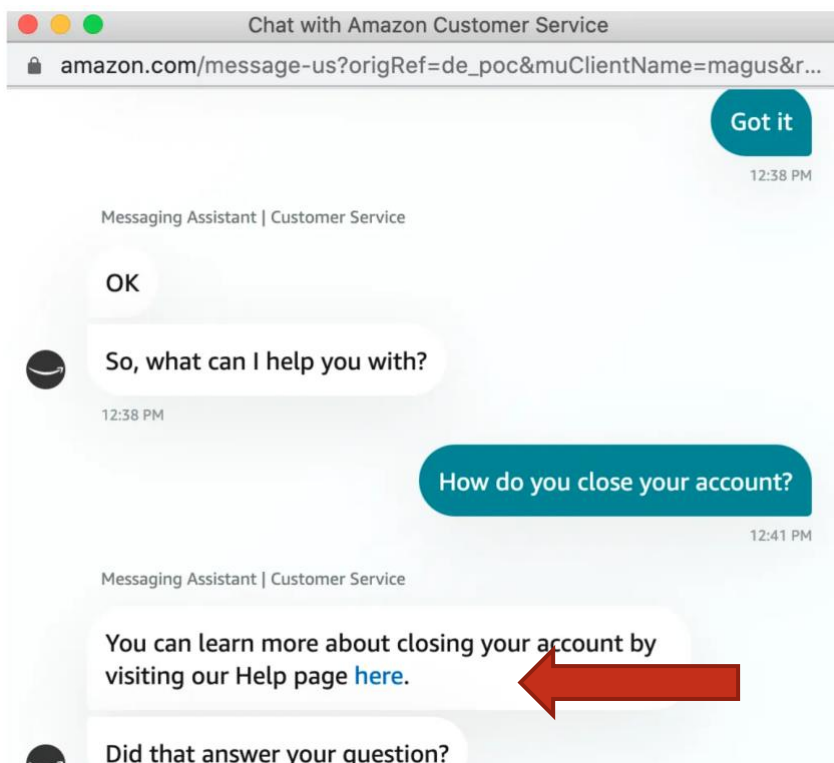 Chat with Amazon Customer Service
amazon.com/message-us?origRef=de_poc&muClientName=magus&r...
Got it
12:38 PM
Messaging Assistant | Customer Service
OK
So, what can I help you with?
12:38 PM
How do you close your account?
12:41 PM
Messaging Assistant | Customer Service
You can learn more about closing your account by
visiting our Help page here.
Did that answer your question?